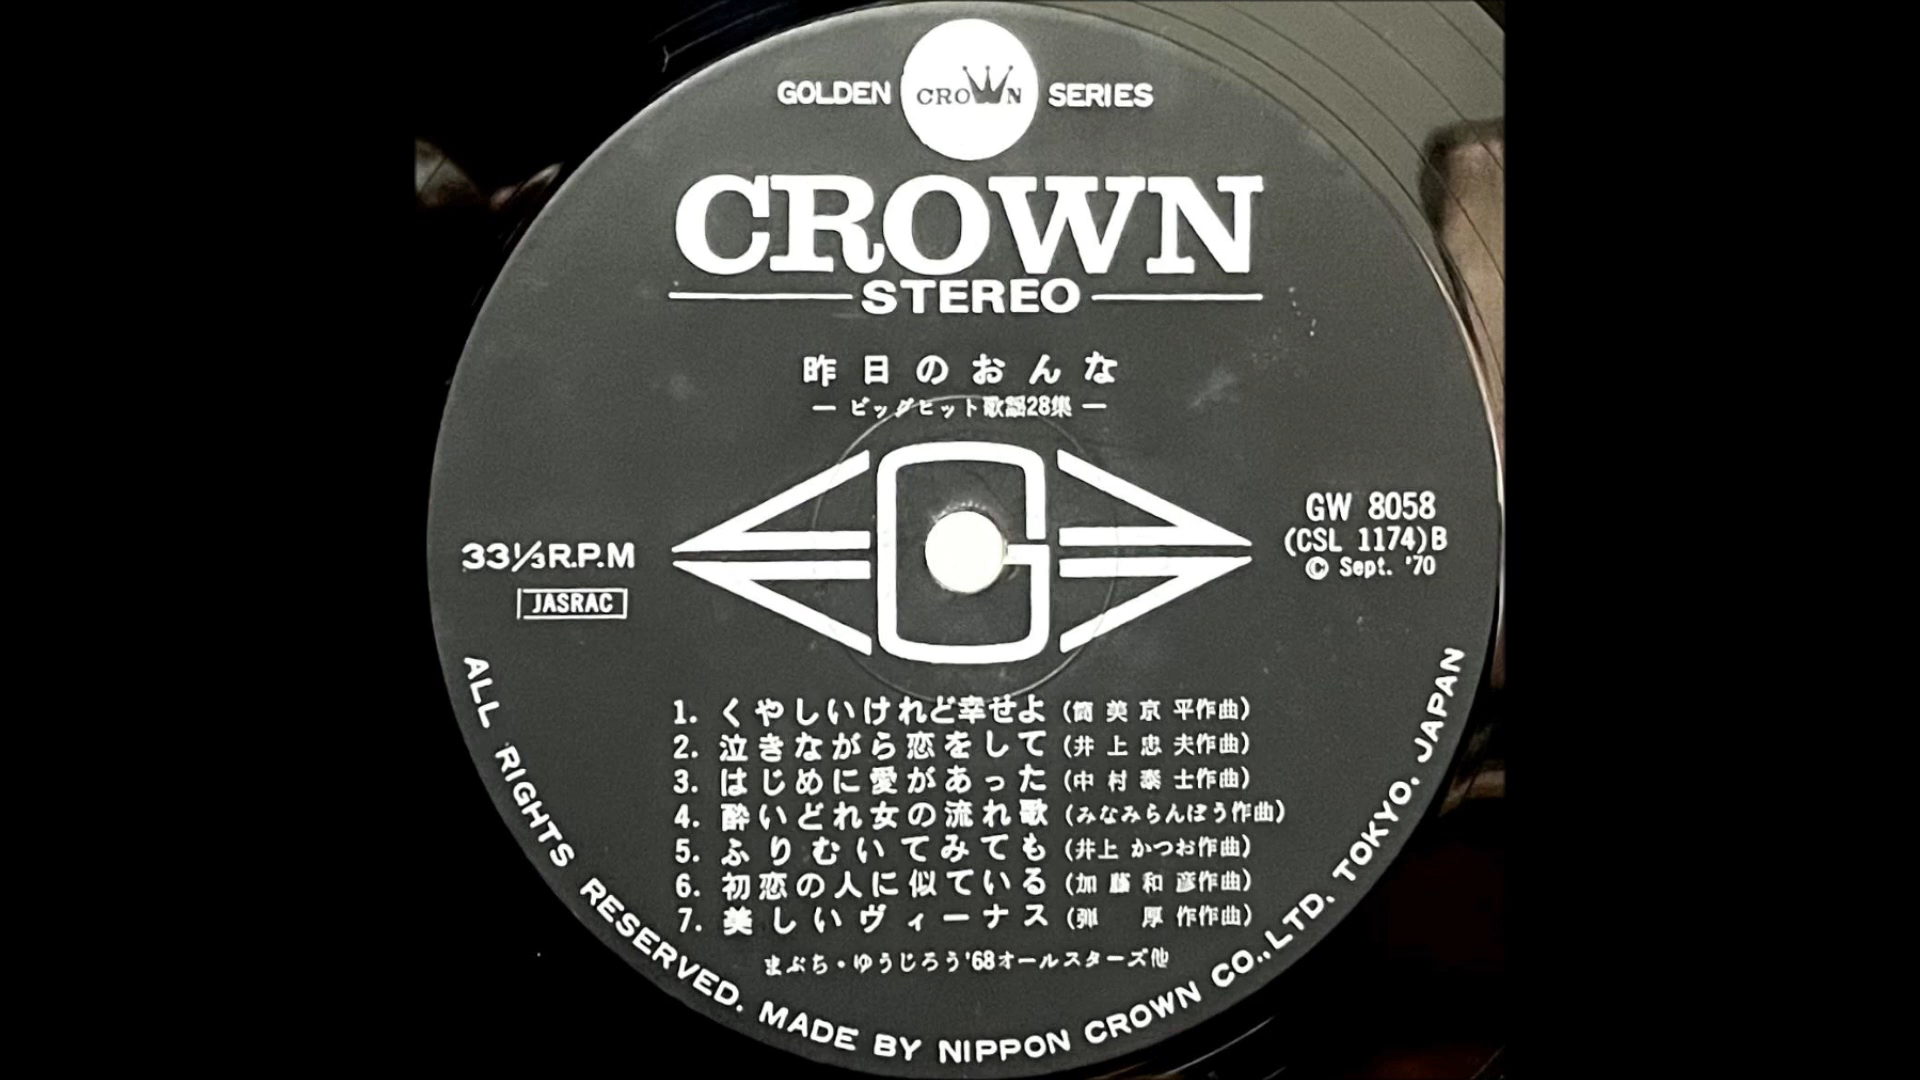 GOLDEN CROWN SERIES
CROWN
STEREO
昨日のおんな
― ビッグヒット歌謡28集 ―
G
33⅓R.P.M
JASRAC
GW 8058
(CSL 1174)B
© Sept. '70
1. くやしいけれど幸せよ (筒美京平作曲)
2. 泣きながら恋をして (井上忠夫作曲)
3. はじめに愛があった (中村泰士作曲)
4. 酔いどれ女の流れ歌 (みなみらんぼう作曲)
5. ふりむいてみても (井上かつお作曲)
6. 初恋の人に似ている (加藤和彦作曲)
7. 美しいヴィーナス (弾 厚作作曲)
まぶち・ゆうじろう'68オールスターズ他
ALL RIGHTS RESERVED. MADE BY NIPPON CROWN CO., LTD. TOKYO. JAPAN